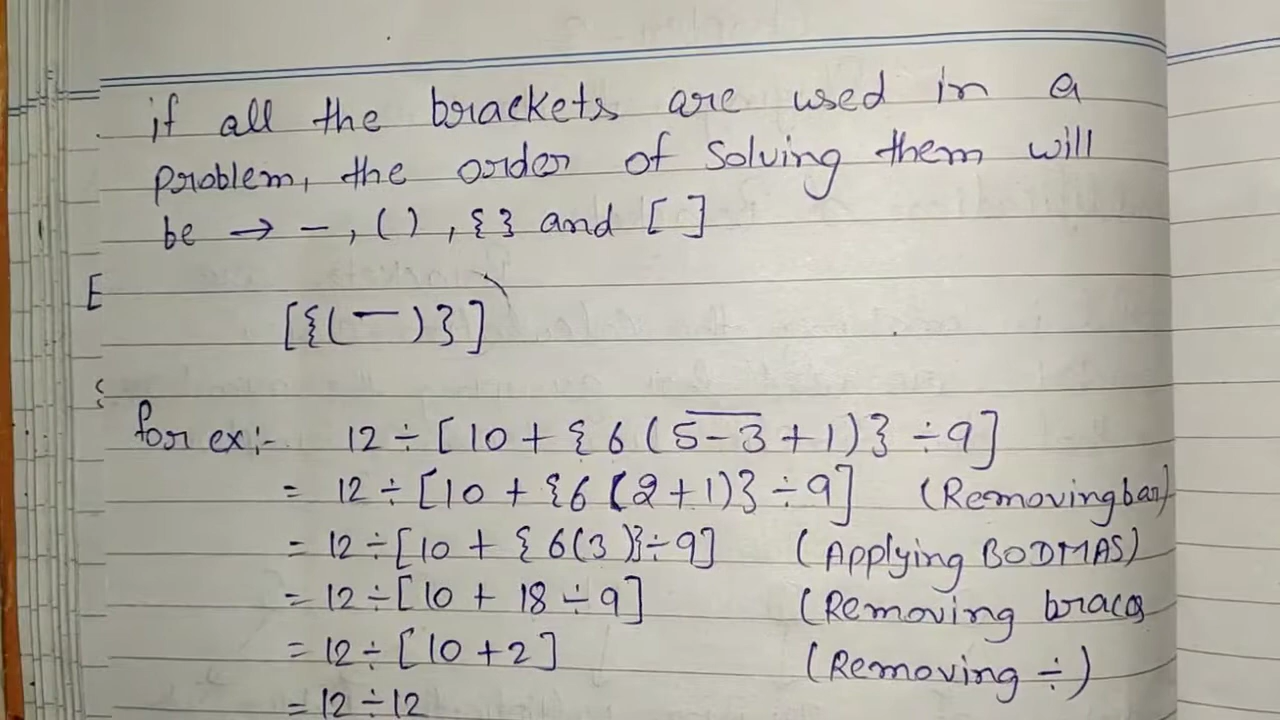 if all the brackets are used in a
problem, the order of solving them will
be → —, ( ), { } and [ ]
[
[{(‾)}]
{
for ex:- 12 ÷ [10 + {6 (5̅ ̅-̅ ̅3̅ + 1)} ÷ 9]
= 12 ÷ [10 + {6 (2 + 1)} ÷ 9] (Removing bar)
= 12 ÷ [10 + {6(3)} ÷ 9] (Applying BODMAS)
= 12 ÷ [10 + 18 ÷ 9] (Removing braces
= 12 ÷ [10 + 2] (Removing ÷)
= 12 ÷ 12